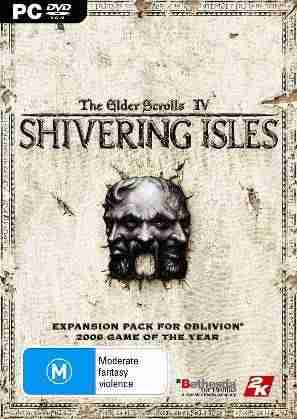 PC DVD
ROM
The Elder Scrolls IV
SHIVERING ISLES
EXPANSION PACK FOR OBLIVION®
2006 GAME OF THE YEAR
M
Moderate
fantasy
violence
Bethesda
2K